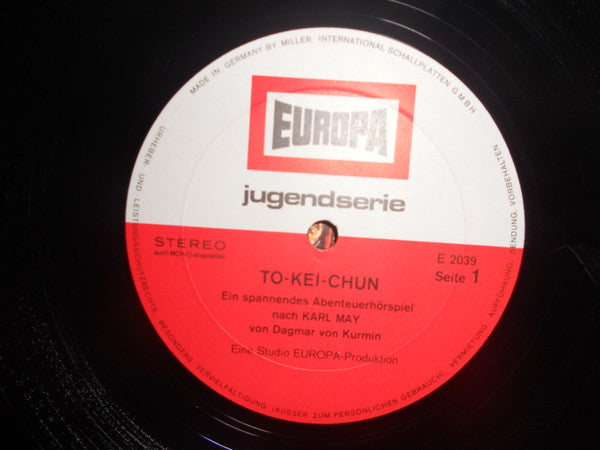 MADE IN GERMANY BY MILLER INTERNATIONAL SCHALLPLATTEN GMBH
EUROPA
jugendserie
STEREO
auch MONO abspielbar
E 2039
Seite 1
TO-KEI-CHUN
Ein spannendes Abenteuerhörspiel
nach KARL MAY
von Dagmar von Kurmin
Eine Studio EUROPA-Produktion
URHEBER- UND LEISTUNGSSCHUTZRECHTE, BESONDERS VERVIELFÄLTIGUNG (AUSSER ZUM PERSÖNLICHEN GEBRAUCH), VERMIETUNG, AUFFÜHRUNG, SENDUNG, VORBEHALTEN